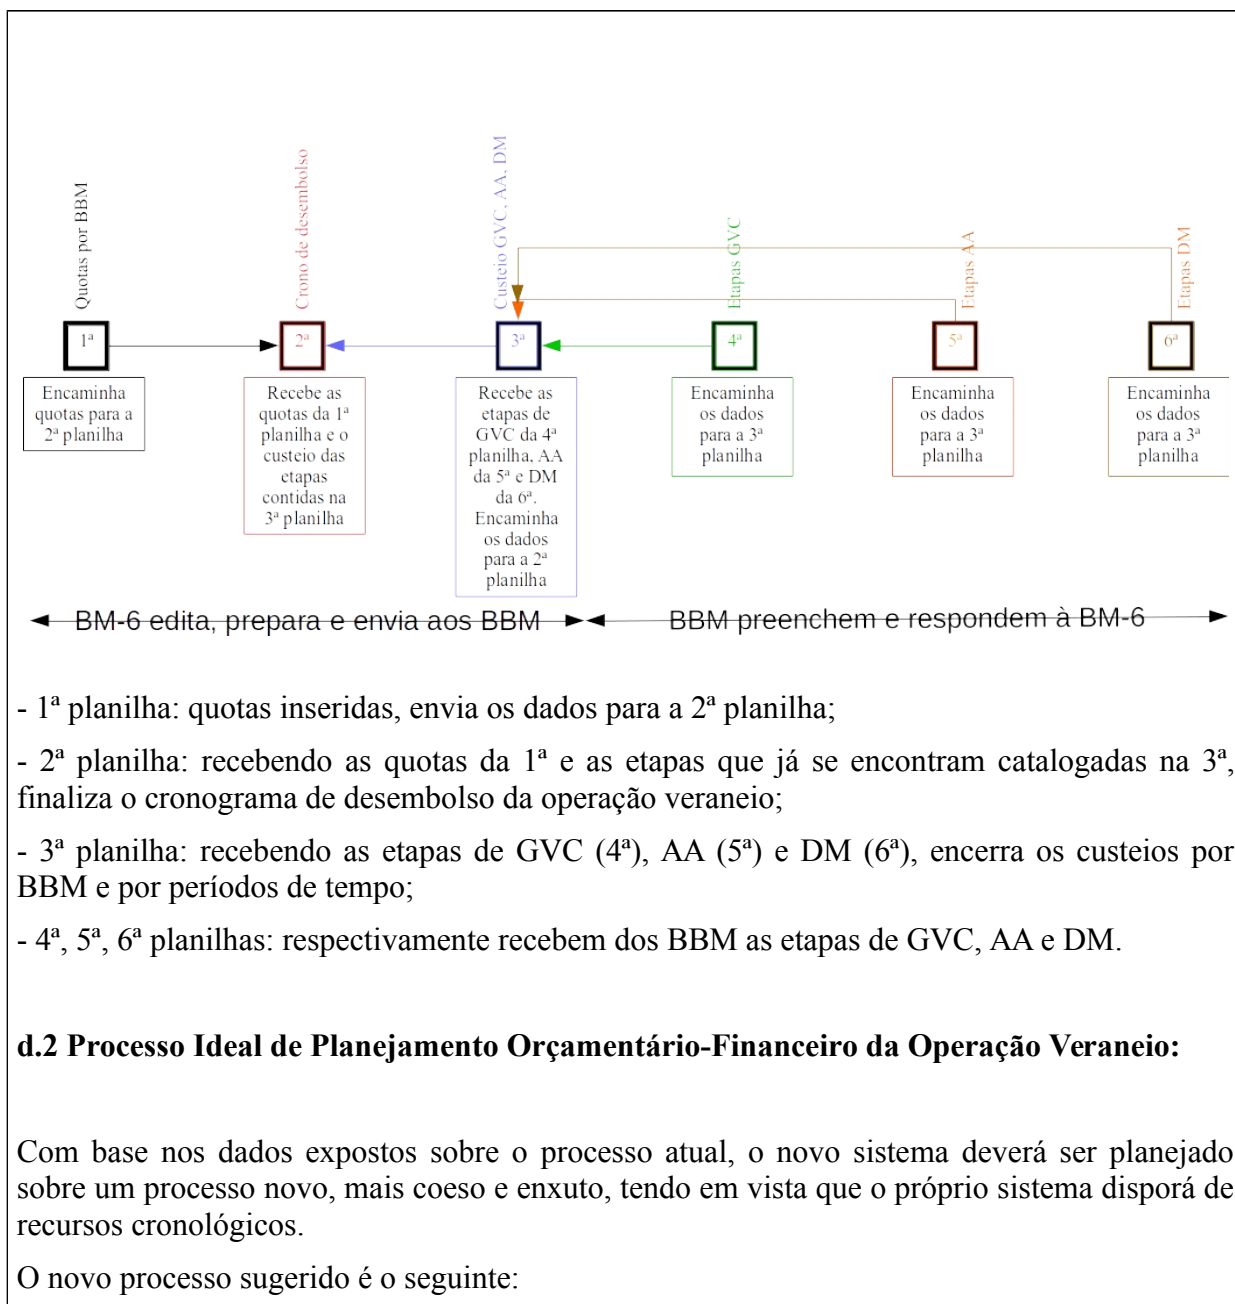 Quotas por BBM
Crono de desembolso
Custeio GVC, AA, DM
Etapas GVC
Etapas AA
Etapas DM
1ª
2ª
3ª
4ª
5ª
6ª
Encaminha
quotas para a
2ª planilha
Recebe as
quotas da 1ª
planilha e o
custeio das
etapas
contidas na
3ª planilha
Recebe as
etapas de
GVC da 4ª
planilha, AA
da 5ª e DM
da 6ª.
Encaminha
os dados
para a 2ª
planilha
Encaminha
os dados
para a 3ª
planilha
Encaminha
os dados
para a 3ª
planilha
Encaminha
os dados
para a 3ª
planilha
BM-6 edita, prepara e envia aos BBM
BBM preenchem e respondem à BM-6
- 1ª planilha: quotas inseridas, envia os dados para a 2ª planilha;
- 2ª planilha: recebendo as quotas da 1ª e as etapas que já se encontram catalogadas na 3ª,
finaliza o cronograma de desembolso da operação veraneio;
- 3ª planilha: recebendo as etapas de GVC (4ª), AA (5ª) e DM (6ª), encerra os custeios por
BBM e por períodos de tempo;
- 4ª, 5ª, 6ª planilhas: respectivamente recebem dos BBM as etapas de GVC, AA e DM.
d.2 Processo Ideal de Planejamento Orçamentário-Financeiro da Operação Veraneio:
Com base nos dados expostos sobre o processo atual, o novo sistema deverá ser planejado
sobre um processo novo, mais coeso e enxuto, tendo em vista que o próprio sistema disporá de
recursos cronológicos.
O novo processo sugerido é o seguinte: